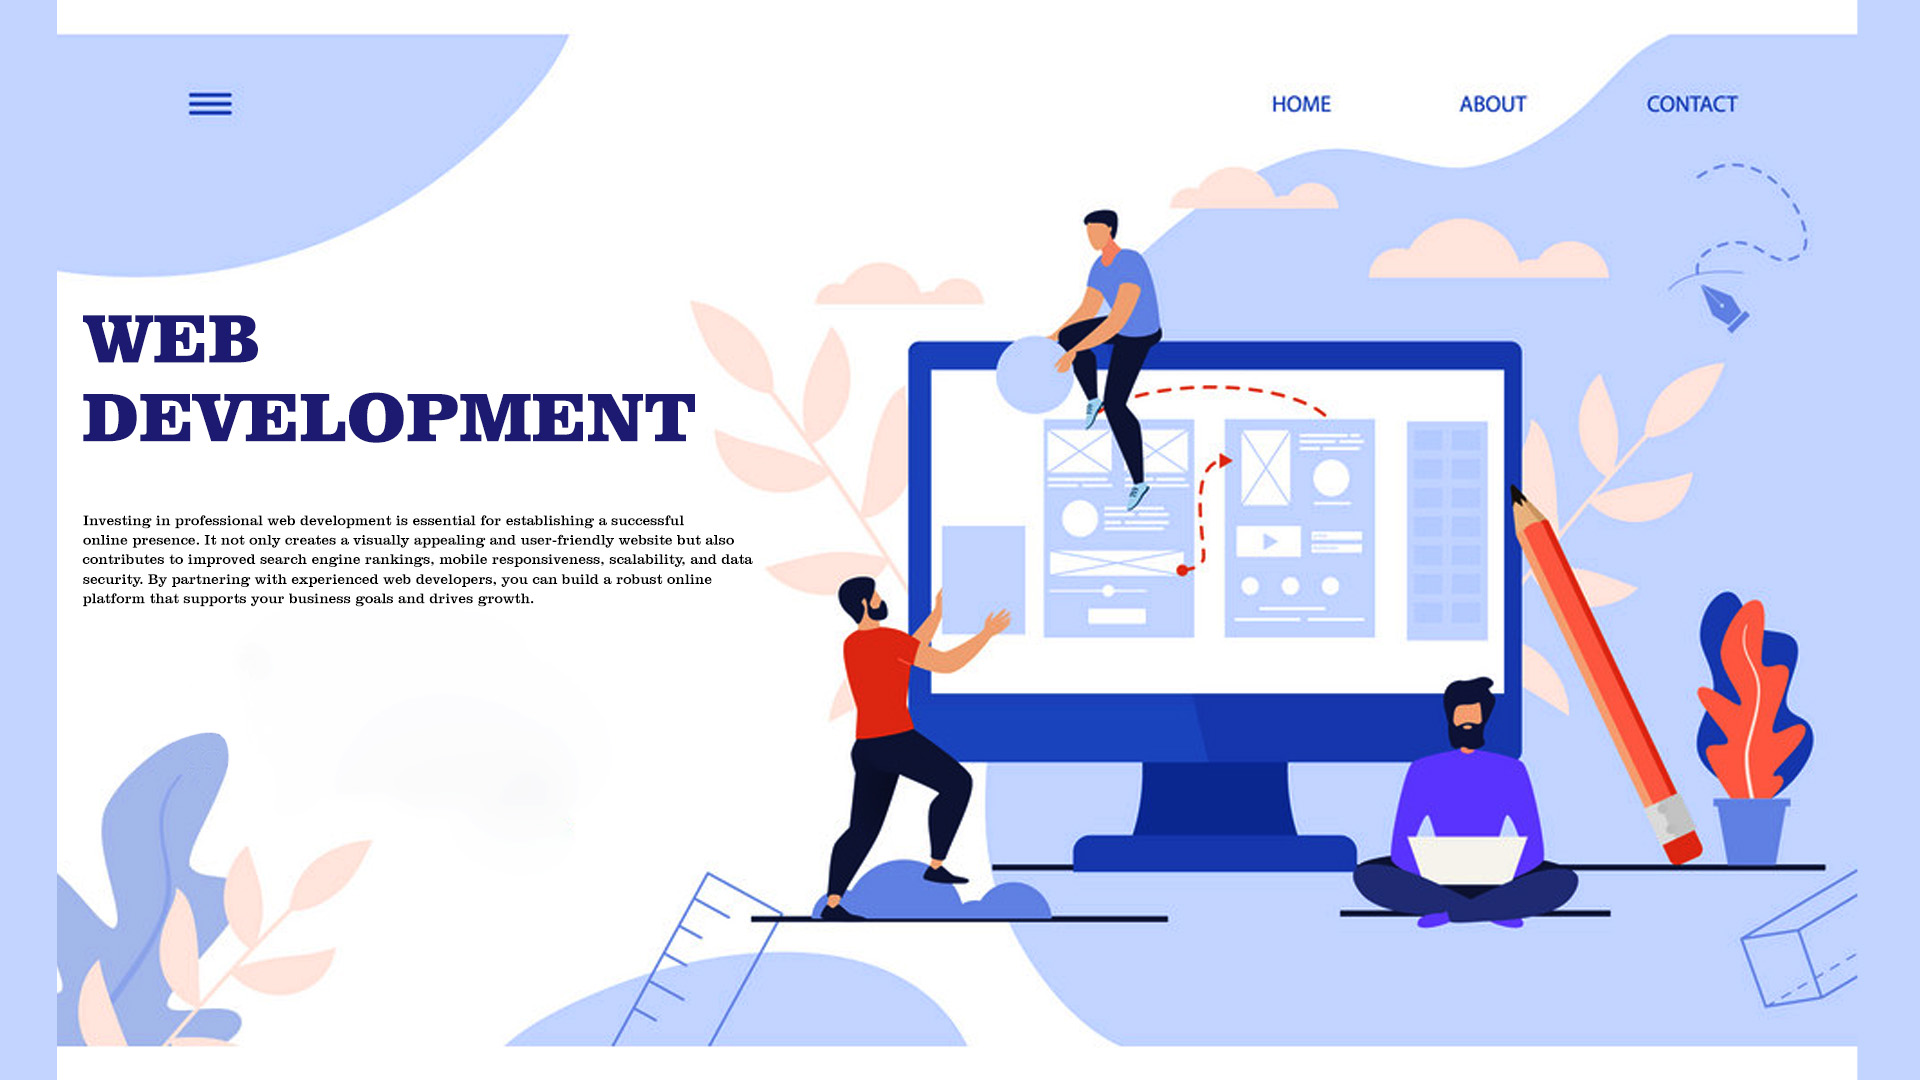 HOME ABOUT CONTACT
WEB
DEVELOPMENT
Investing in professional web development is essential for establishing a successful
online presence. It not only creates a visually appealing and user-friendly website but also
contributes to improved search engine rankings, mobile responsiveness, scalability, and data
security. By partnering with experienced web developers, you can build a robust online
platform that supports your business goals and drives growth.